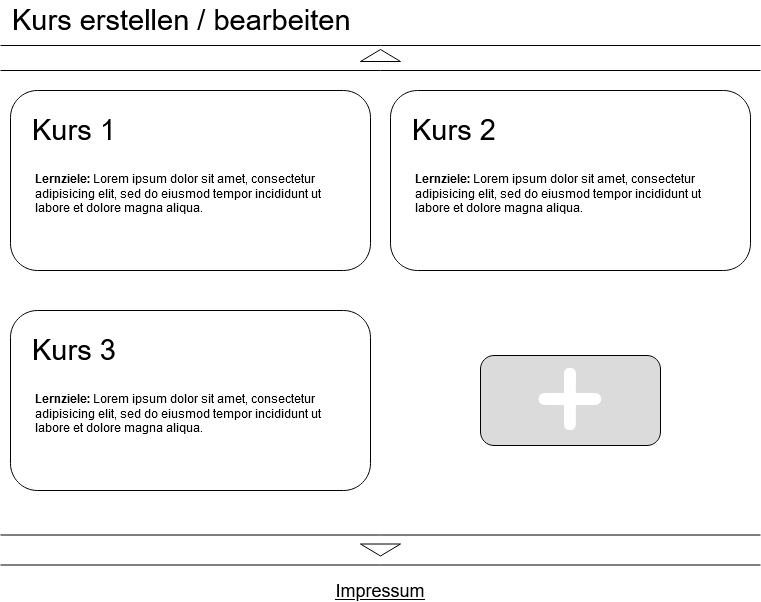 Kurs erstellen / bearbeiten
Kurs 1
Lernziele: Lorem ipsum dolor sit amet, consectetur
adipisicing elit, sed do eiusmod tempor incididunt ut
labore et dolore magna aliqua.
Kurs 2
Lernziele: Lorem ipsum dolor sit amet, consectetur
adipisicing elit, sed do eiusmod tempor incididunt ut
labore et dolore magna aliqua.
Kurs 3
Lernziele: Lorem ipsum dolor sit amet, consectetur
adipisicing elit, sed do eiusmod tempor incididunt ut
labore et dolore magna aliqua.
Impressum